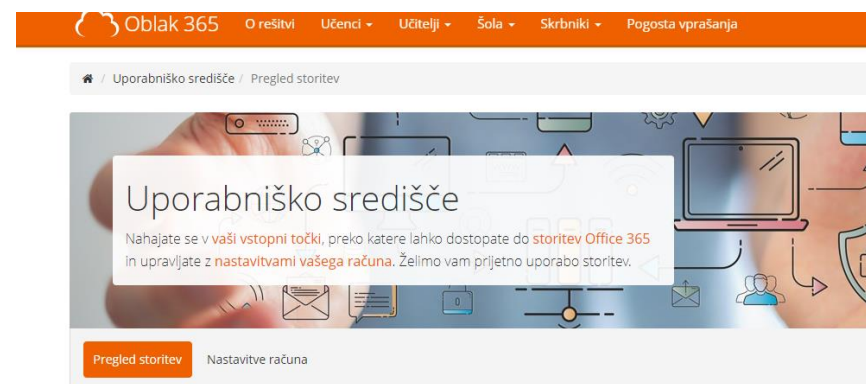 Oblak 365 O rešitvi Učenci Učitelji Šola Skrbniki Pogosta vprašanja
/ Uporabniško središče / Pregled storitev
Uporabniško središče
Nahajate se v vaši vstopni točki, preko katere lahko dostopate do storitev Office 365
in upravljate z nastavitvami vašega računa. Želimo vam prijetno uporabo storitev.
Pregled storitev Nastavitve računa